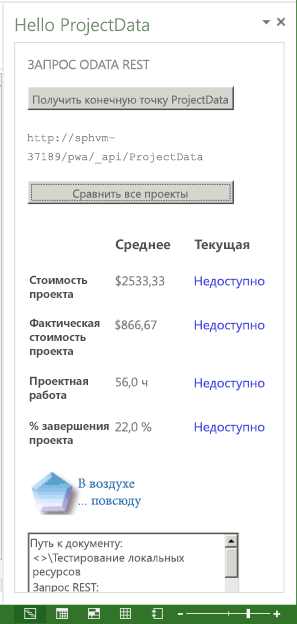 Hello ProjectData
ЗАПРОС ODATA REST
Получить конечную точку ProjectData
http://sphvm-
37189/pwa/_api/ProjectData
Сравнить все проекты
Среднее Текущая
Стоимость проекта $2533,33 Недоступно
Фактическая стоимость проекта $866,67 Недоступно
Проектная работа 56,0 ч Недоступно
% завершения проекта 22,0 % Недоступно
В воздухе
... повсюду
Путь к документу:
<>\Тестирование локальных
ресурсов
Запрос REST: